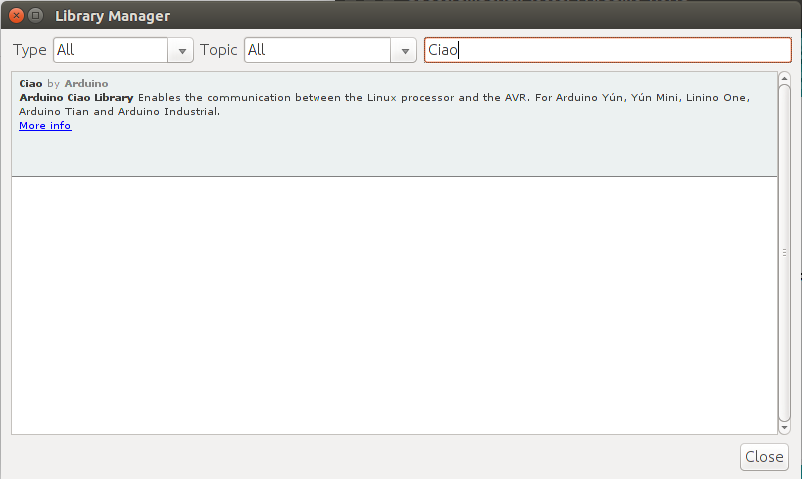 Library Manager
Type All Topic All Ciao
Ciao by Arduino
Arduino Ciao Library Enables the communication between the Linux processor and the AVR. For Arduino Yún, Yún Mini, Linino One,
Arduino Tian and Arduino Industrial.
More info
Close